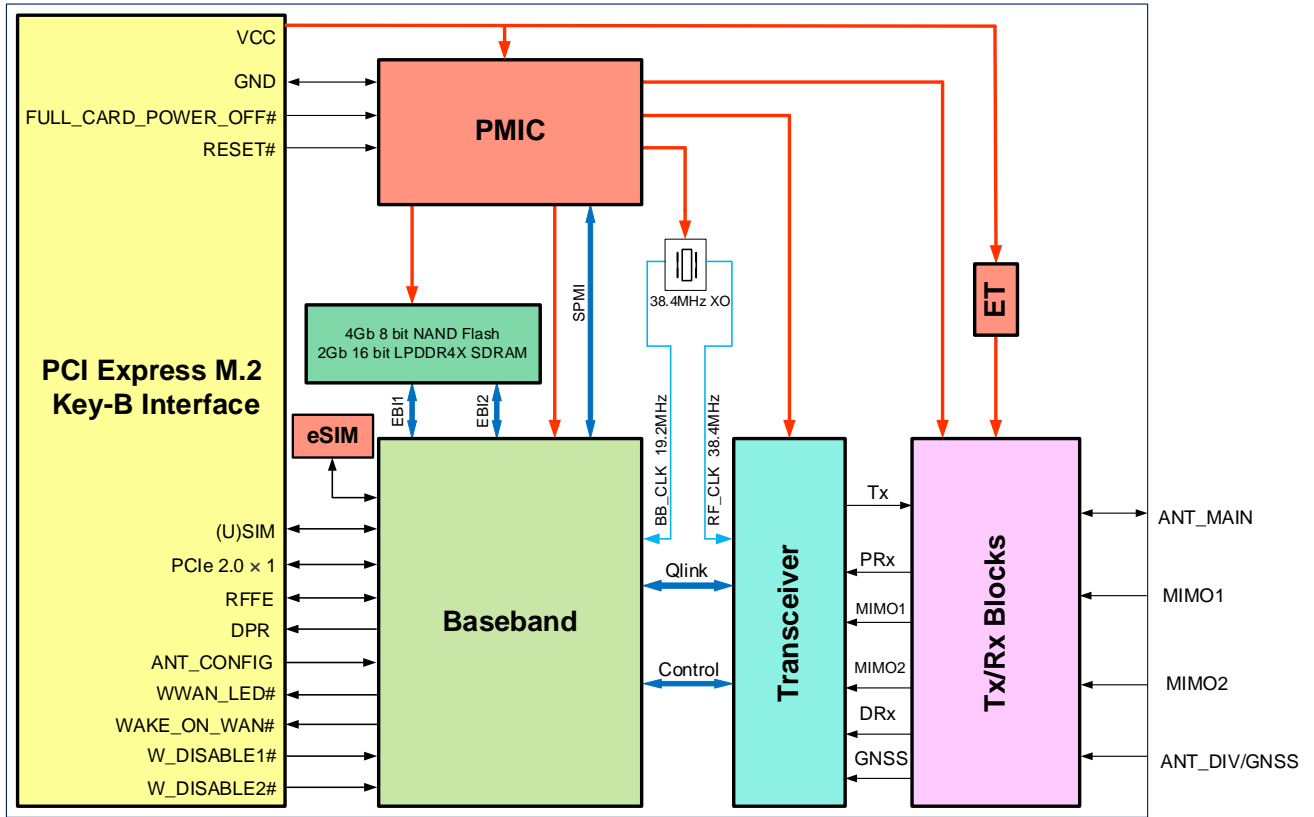 VCC
GND
FULL_CARD_POWER_OFF#
RESET#
PMIC
38.4MHz XO
ET
SPMI
4Gb 8 bit NAND Flash
2Gb 16 bit LPDDR4X SDRAM
PCI Express M.2
Key-B Interface
EBI1
EBI2
eSIM
BB_CLK 19.2MHz
RF_CLK 38.4MHz
(U)SIM
PCIe 2.0 × 1
RFFE
DPR
ANT_CONFIG
WWAN_LED#
WAKE_ON_WAN#
W_DISABLE1#
W_DISABLE2#
Baseband
Qlink
Control
Transceiver
Tx
PRx
MIMO1
MIMO2
DRx
GNSS
Tx/Rx Blocks
ANT_MAIN
MIMO1
MIMO2
ANT_DIV/GNSS